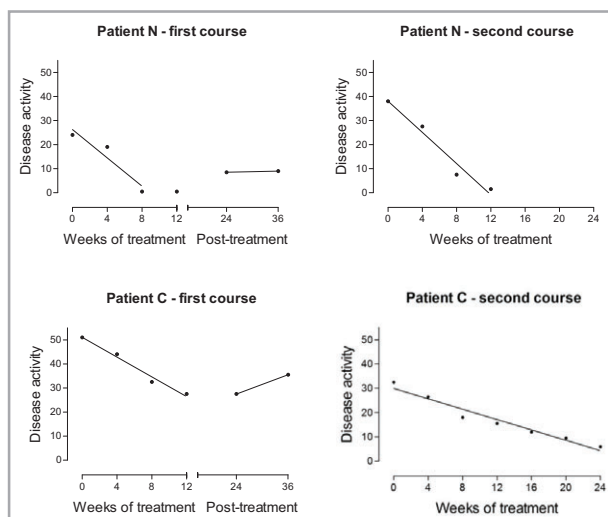 Patient N - first course
Disease activity
50
40
30
20
10
0
0 4 8 12 24 36
Weeks of treatment Post-treatment
Patient N - second course
Disease activity
50
40
30
20
10
0
0 4 8 12 16 20 24
Weeks of treatment
Patient C - first course
Disease activity
50
40
30
20
10
0
0 4 8 12 24 36
Weeks of treatment Post-treatment
Patient C - second course
Disease activity
50
40
30
20
10
0
0 4 8 12 16 20 24
Weeks of treatment